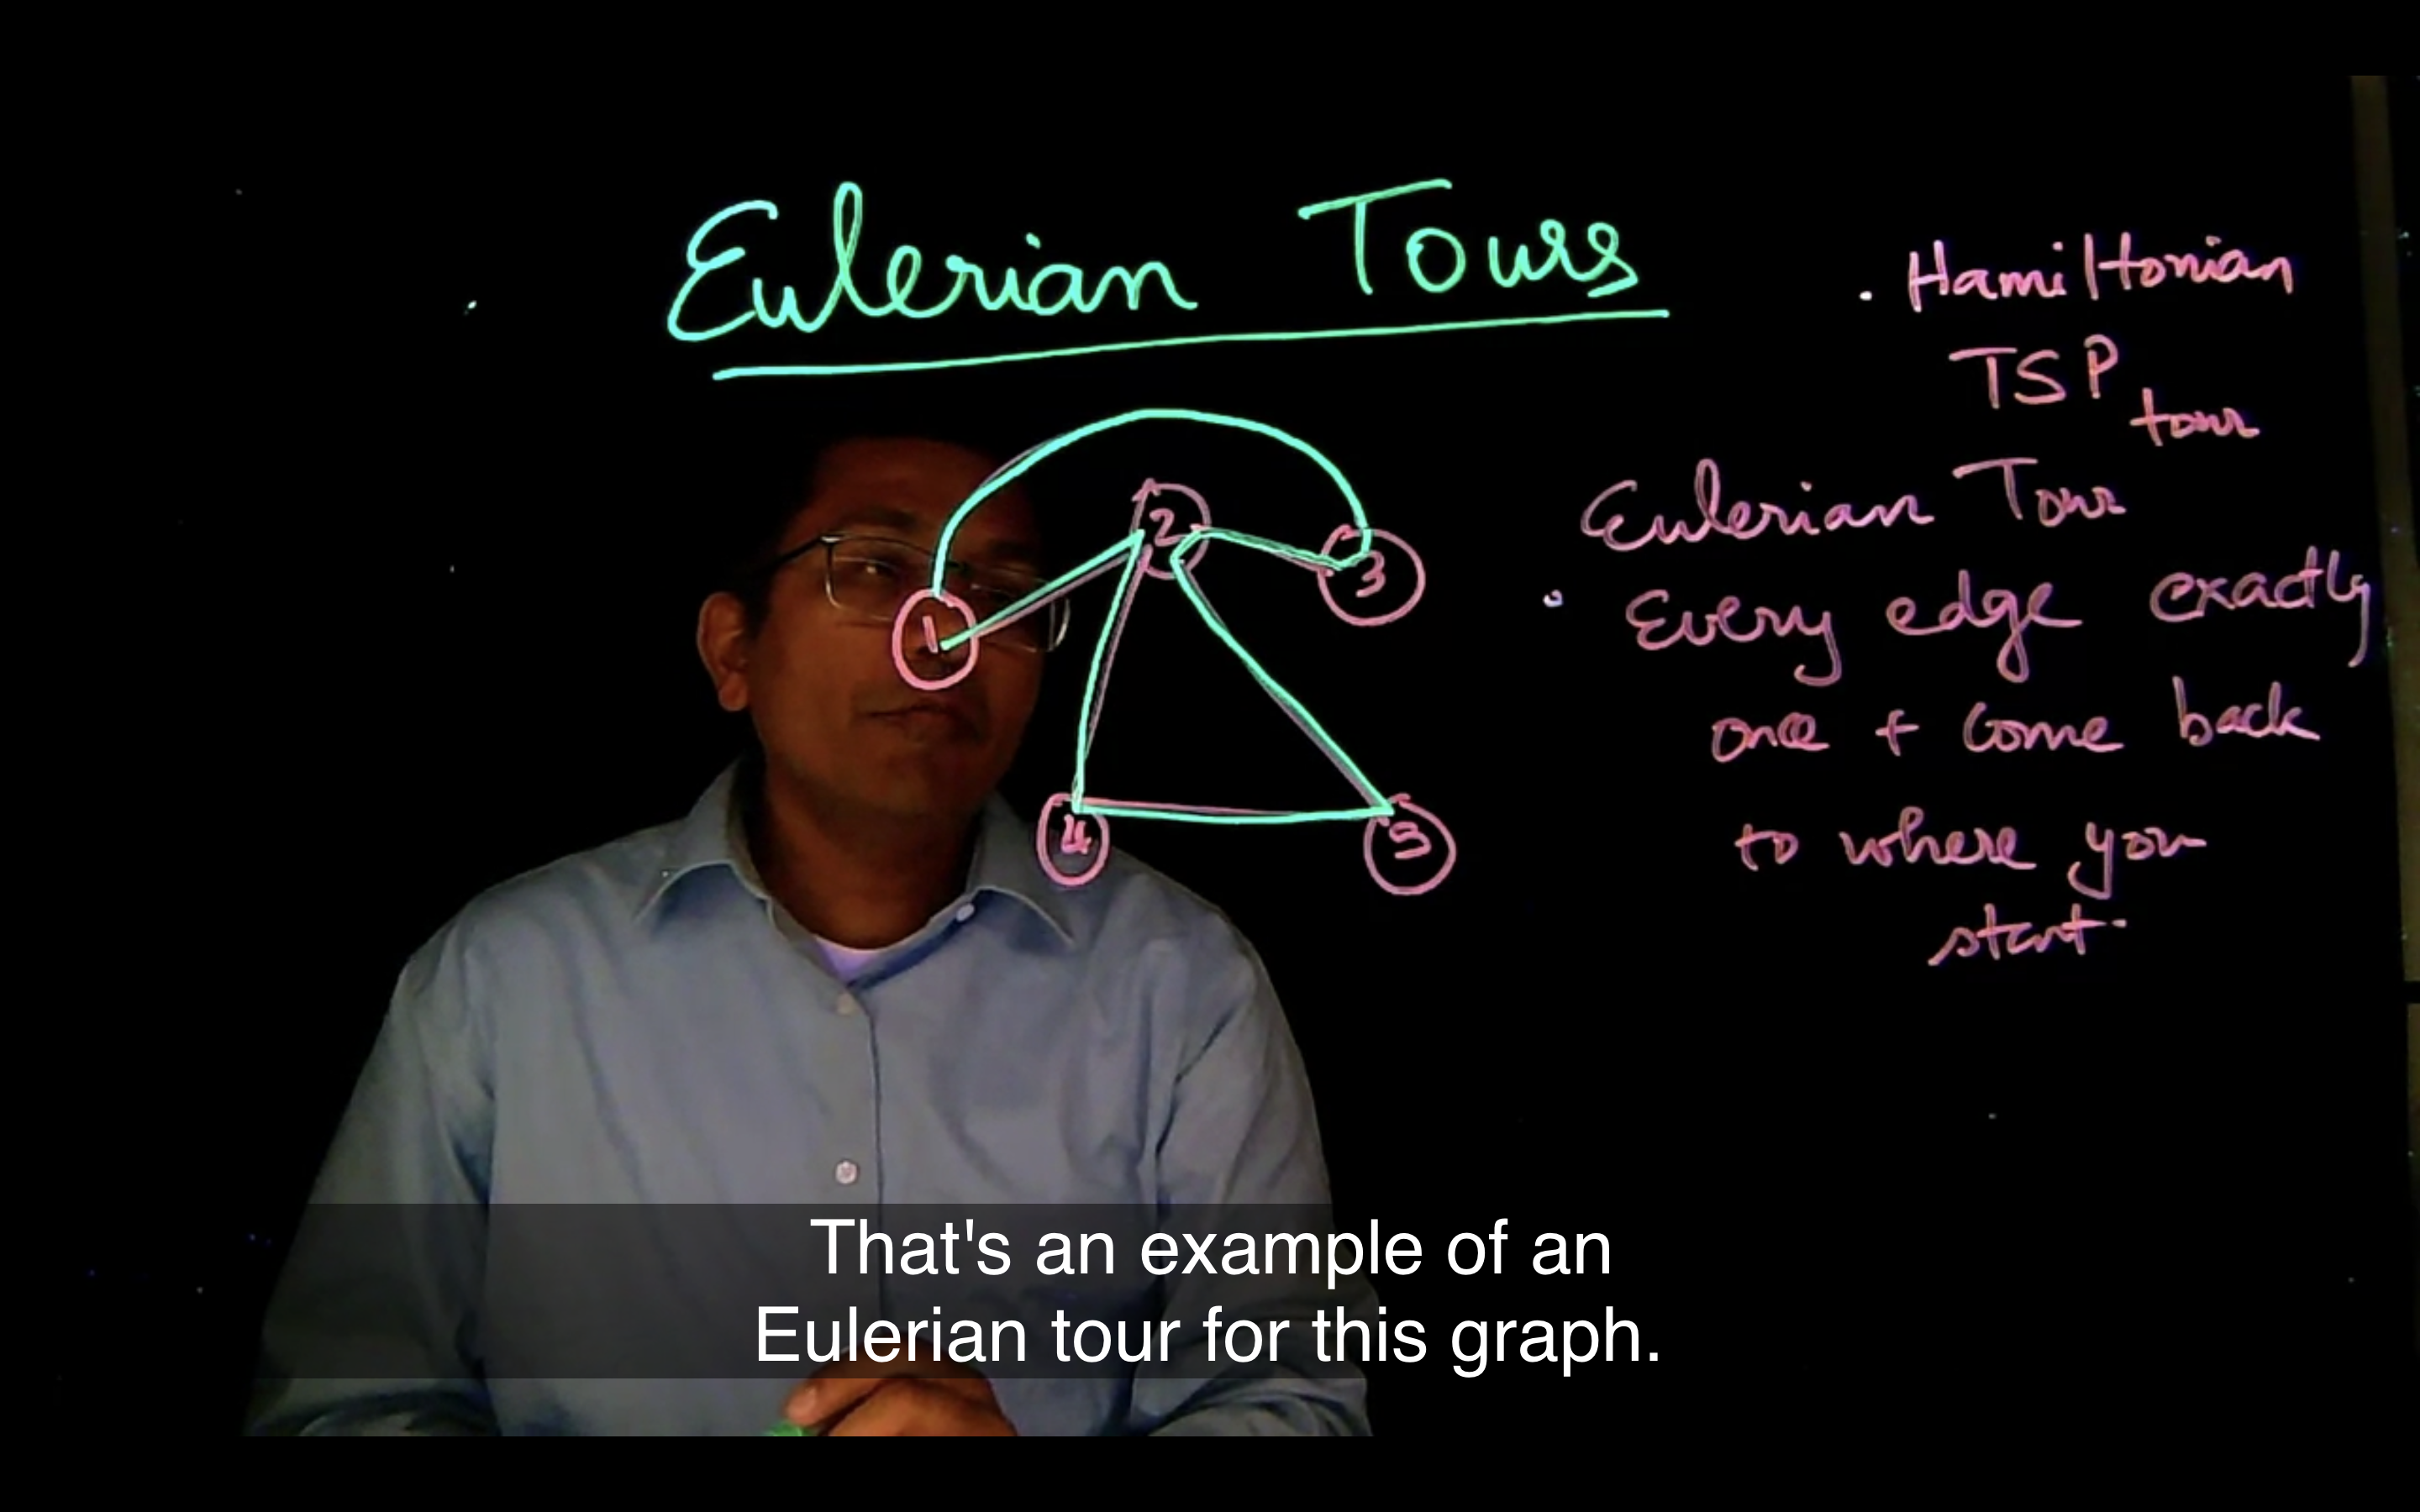 Eulerian Tours
. Hamiltonian
TSP
tour
Eulerian Tour
. Every edge exactly
once + come back
to where you
start.
1
2
3
4
5
That's an example of an
Eulerian tour for this graph.